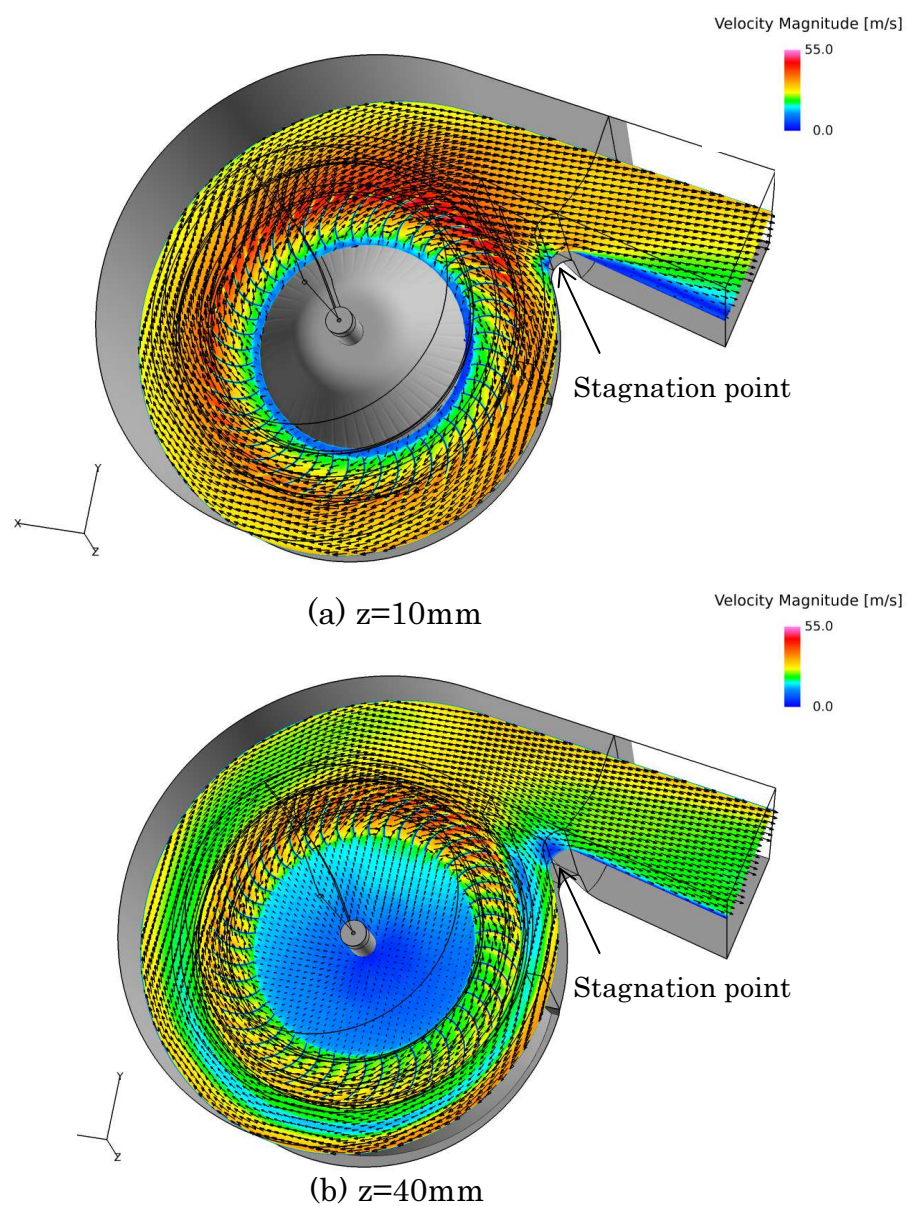 Velocity Magnitude [m/s]
55.0
0.0
Stagnation point
Y
X
Z
(a) z=10mm
Velocity Magnitude [m/s]
55.0
0.0
Stagnation point
Y
Z
(b) z=40mm